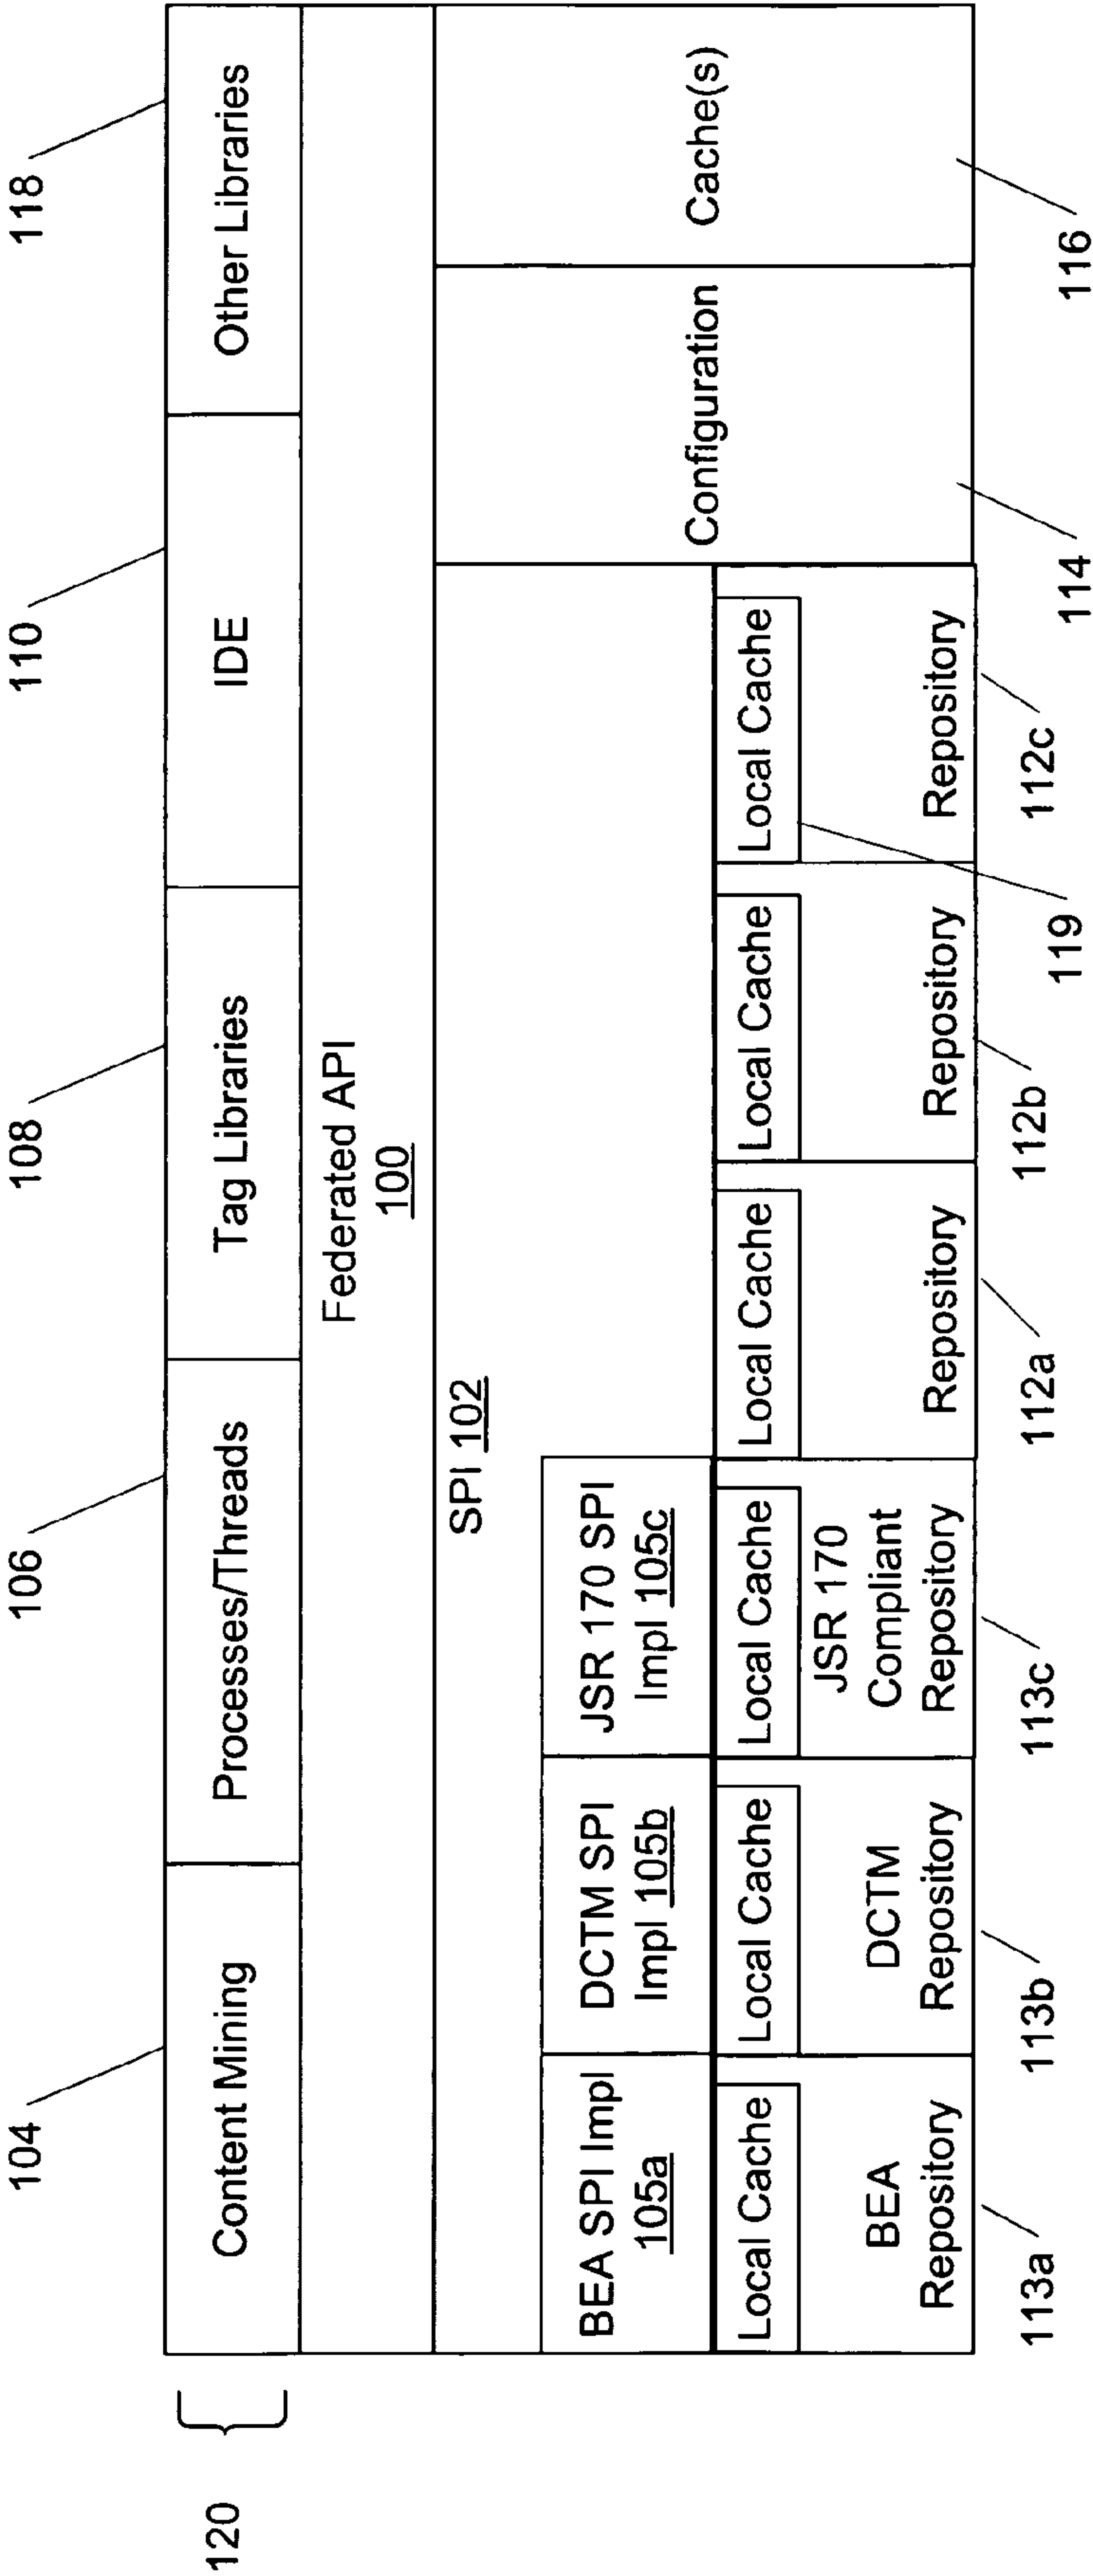 104
106
108
110
118
120
Content Mining
Processes/Threads
Tag Libraries
IDE
Other Libraries
Federated API
100
SPI 102
BEA SPI Impl
105a
DCTM SPI
Impl 105b
JSR 170 SPI
Impl 105c
Configuration
Cache(s)
Local Cache
Local Cache
Local Cache
Local Cache
Local Cache
Local Cache
BEA
Repository
DCTM
Repository
JSR 170
Compliant
Repository
Repository
Repository
Repository
113a
113b
113c
112a
112b
119
112c
114
116